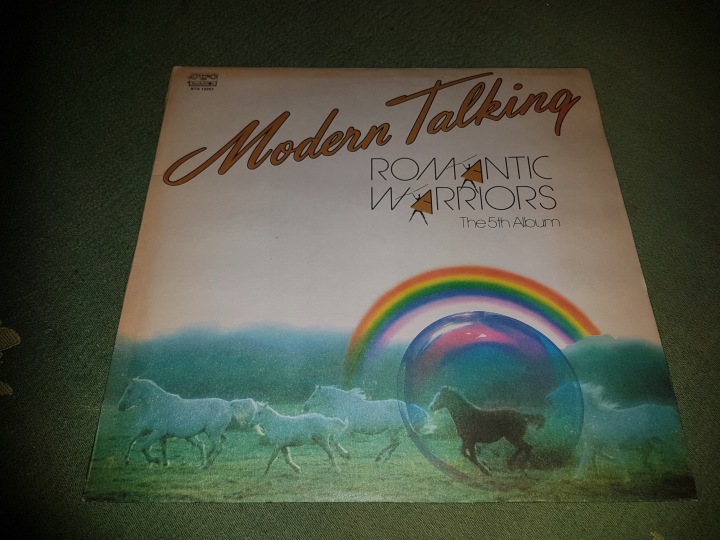 Modern Talking
ROMANTIC
WARRIORS
The 5th Album